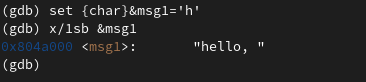 (gdb) set {char}&msg1='h'
(gdb) x/1sb &msg1
0x804a000 <msg1>:       "hello, "
(gdb)